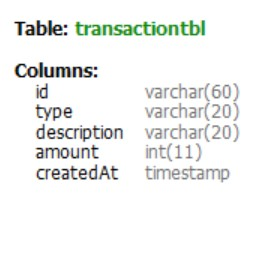 Table: transactiontbl
Columns:
id varchar(60)
type varchar(20)
description varchar(20)
amount int(11)
createdAt timestamp